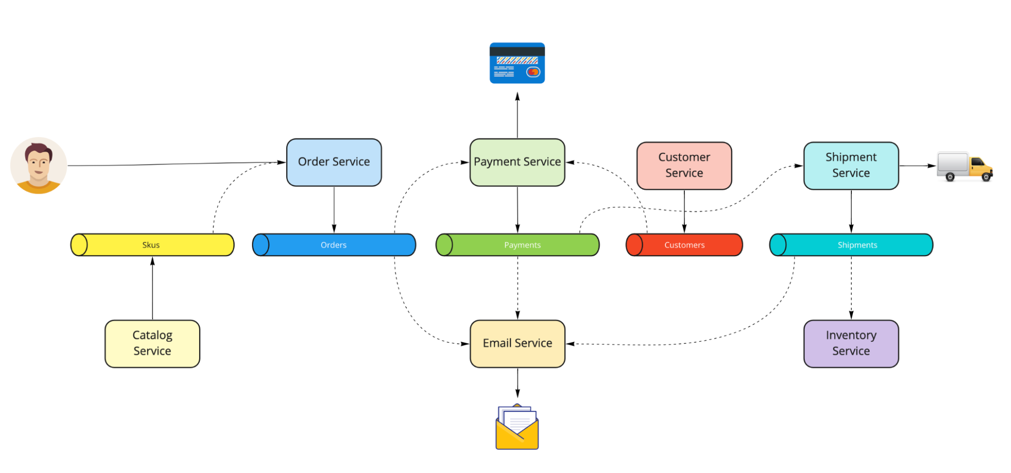 Order Service
Payment Service
Customer
Service
Shipment
Service
Skus
Orders
Payments
Customers
Shipments
Catalog
Service
Email Service
Inventory
Service